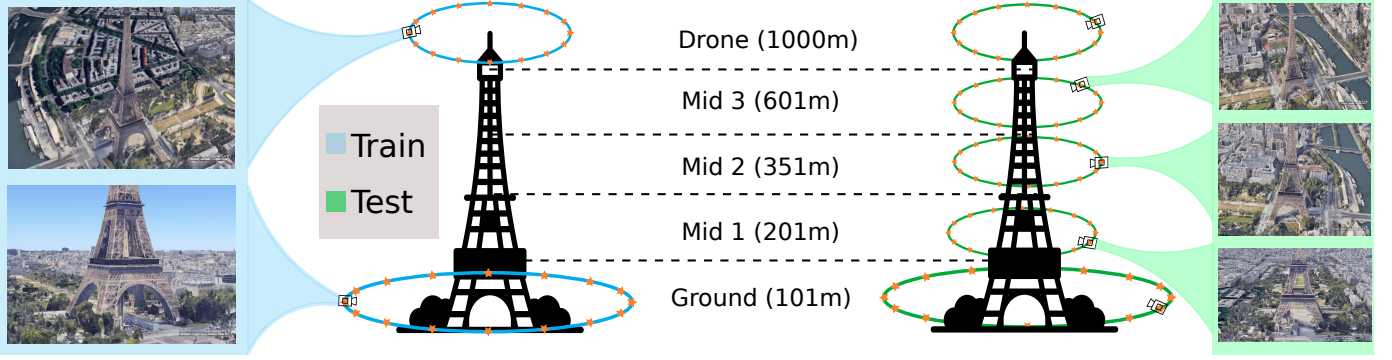 Drone (1000m)
Mid 3 (601m)
Train
Mid 2 (351m)
Test
Mid 1 (201m)
Ground (101m)